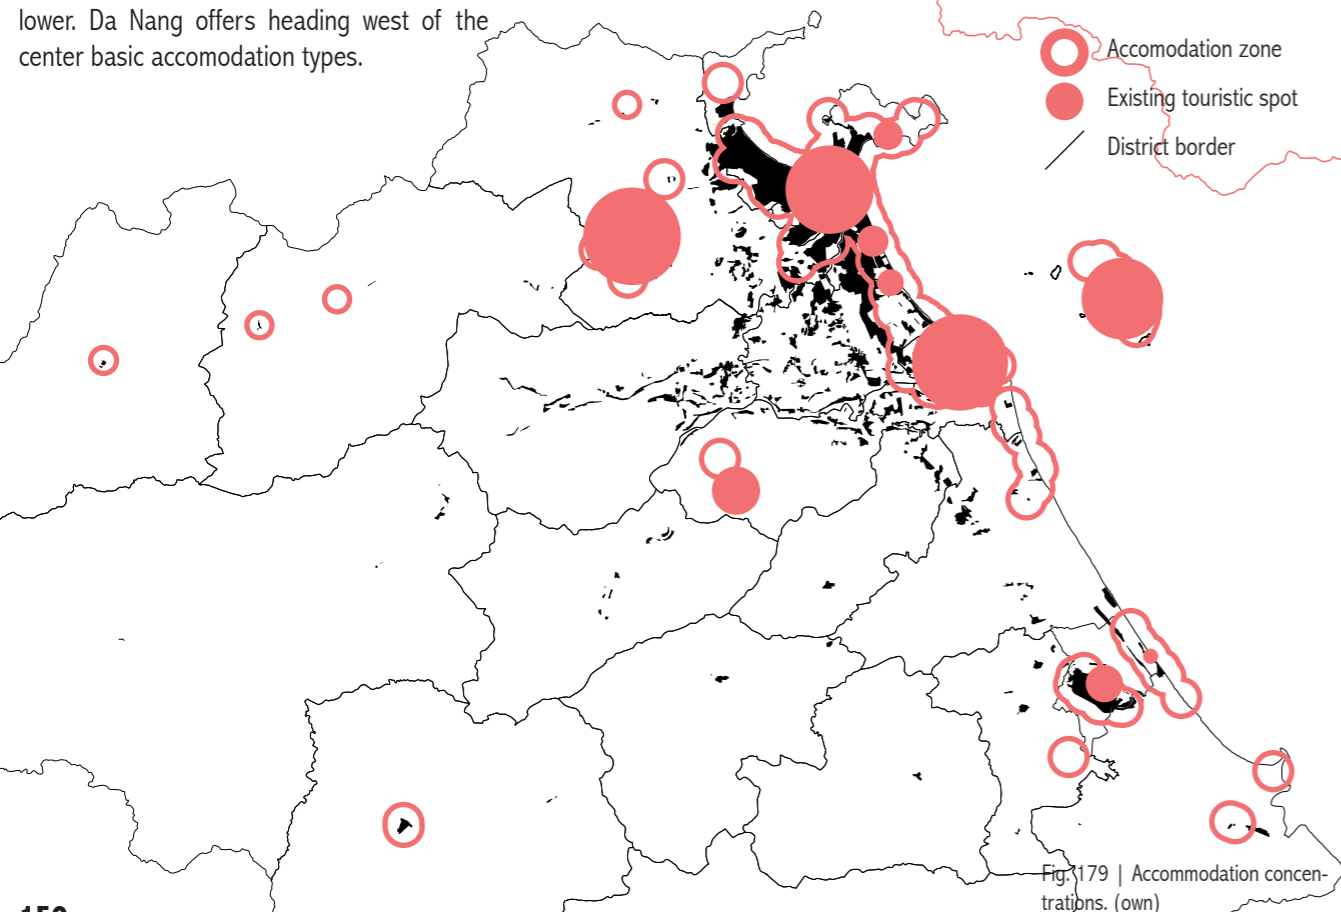 lower. Da Nang offers heading west of the
center basic accomodation types.
Accomodation zone
Existing touristic spot
District border
Fig. 179 | Accommodation concen-
trations. (own)